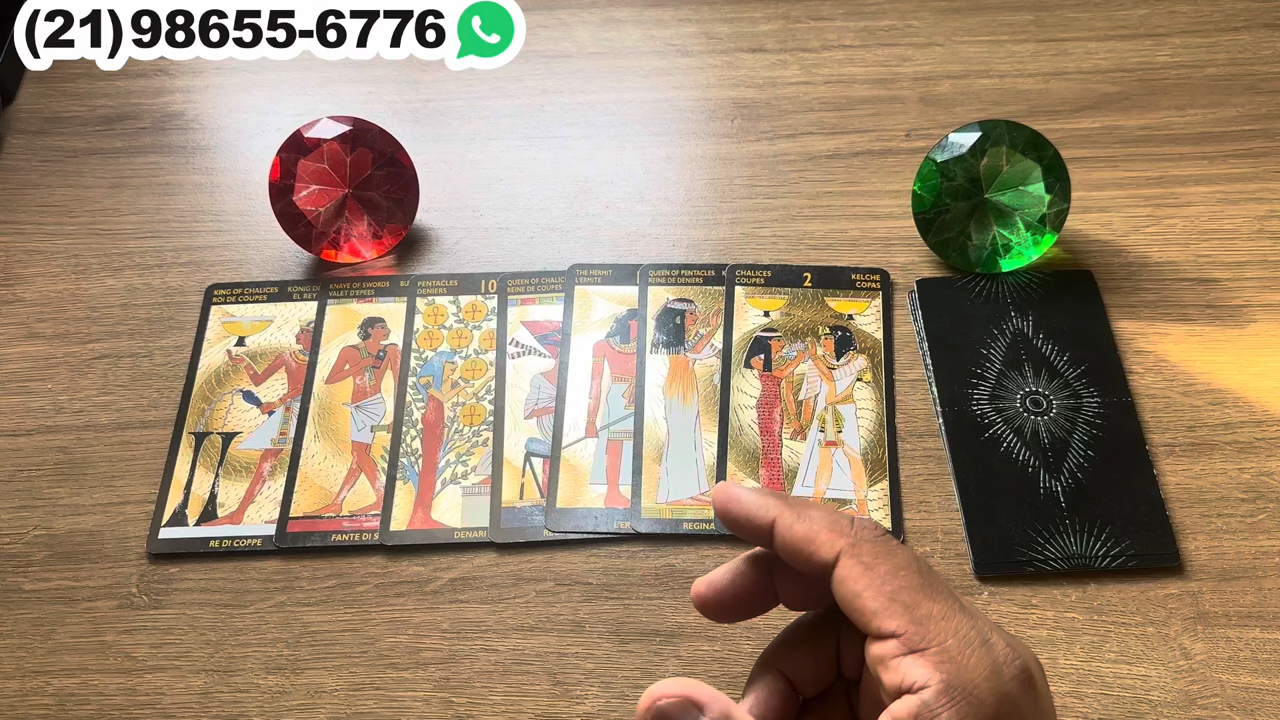 (21)98655-6776
KING OF CHALICES
ROI DE COUPES
KÖNIG
EL REY
RE DI COPPE
KNAVE OF SWORDS
VALET D'EPEES
FANTE DI
PENTACLES
DENIERS
10
DENARI
QUEEN OF CHALIC
REINE DE COUPES
THE HERMIT
L'ERMITE
L'ER
QUEEN OF PENTACLES
REINE DE DENIERS
REGINA
CHALICES
COUPES
2
KELCHE
COPAS